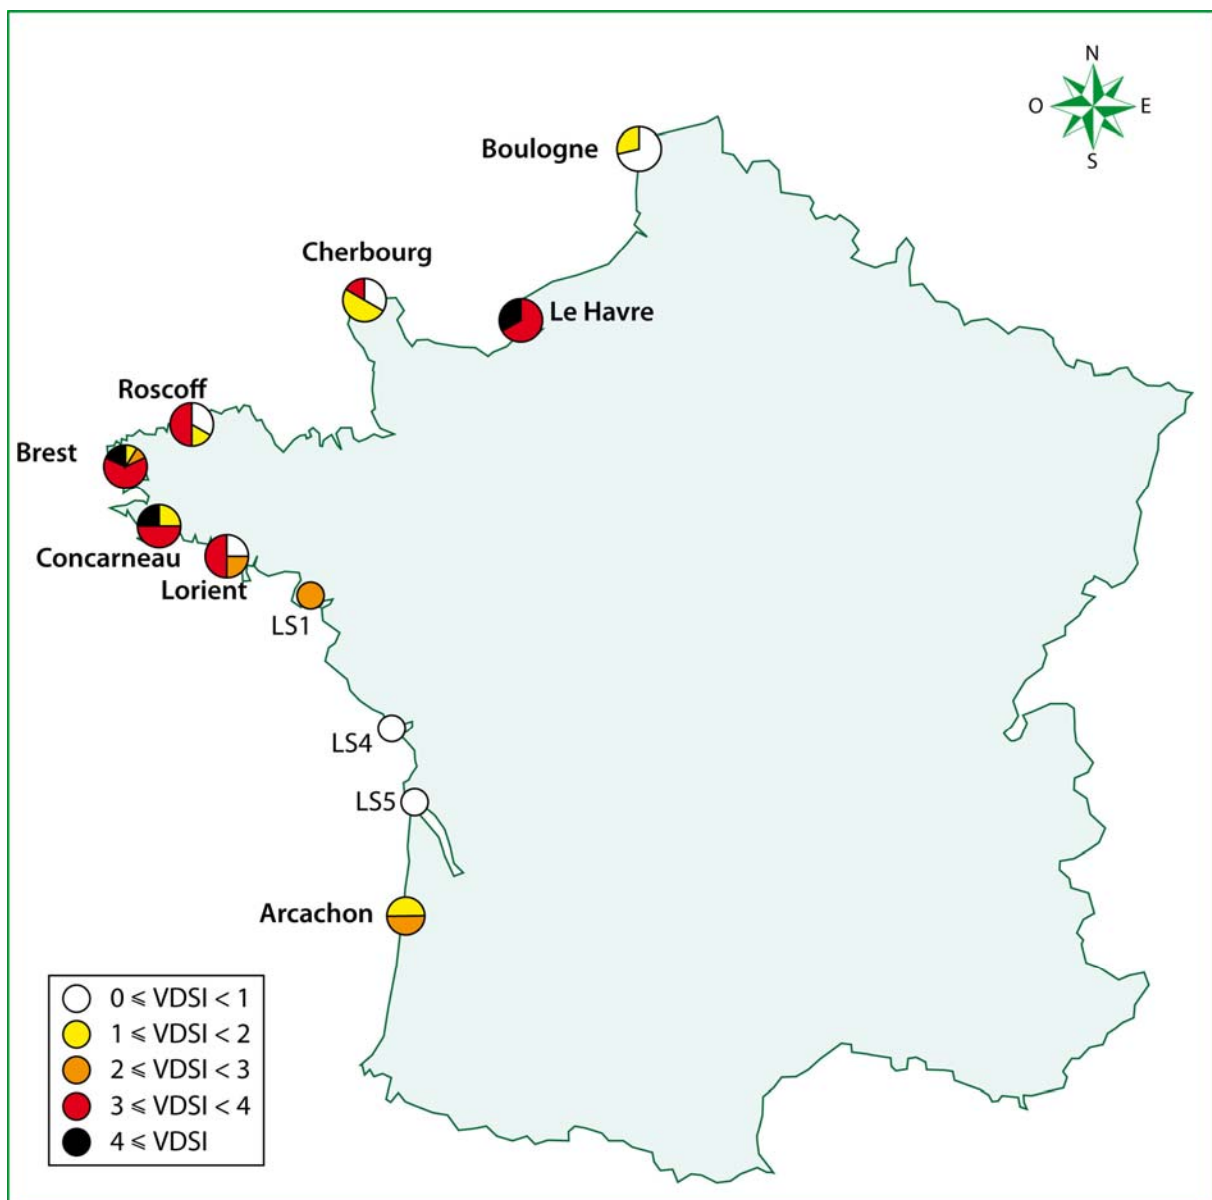 N
O
E
S
Boulogne
Cherbourg
Le Havre
Roscoff
Brest
Concarneau
Lorient
LS1
LS4
LS5
Arcachon
0 ⩽ VDSI < 1
1 ⩽ VDSI < 2
2 ⩽ VDSI < 3
3 ⩽ VDSI < 4
4 ⩽ VDSI